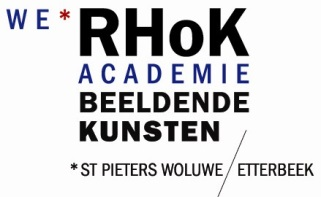 WE *RHoK
ACADEMIE
BEELDENDE
KUNSTEN
*ST PIETERS WOLUWE / ETTERBEEK